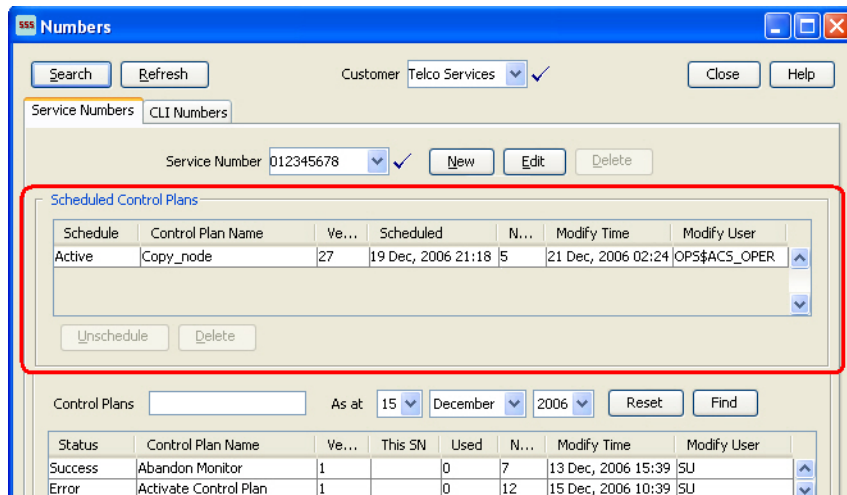 SSS Numbers
Search Refresh Customer Telco Services Close Help
Service Numbers CLI Numbers
Service Number 012345678 New Edit Delete
Scheduled Control Plans
Schedule Control Plan Name Ve... Scheduled N... Modify Time Modify User
Active Copy_node 27 19 Dec, 2006 21:18 5 21 Dec, 2006 02:24 OPS$ACS_OPER
Unschedule Delete
Control Plans As at 15 December 2006 Reset Find
Status Control Plan Name Ve... This SN Used N... Modify Time Modify User
Success Abandon Monitor 1 0 7 13 Dec, 2006 15:39 SU
Error Activate Control Plan 1 0 12 15 Dec, 2006 10:39 SU